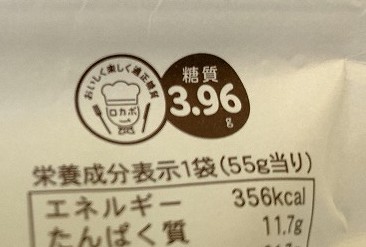 おいしく楽しく適正糖質
ロカボ
糖質
3.96
g
栄養成分表示1袋(55g当り)
エネルギー 356kcal
たんぱく質 11.7g